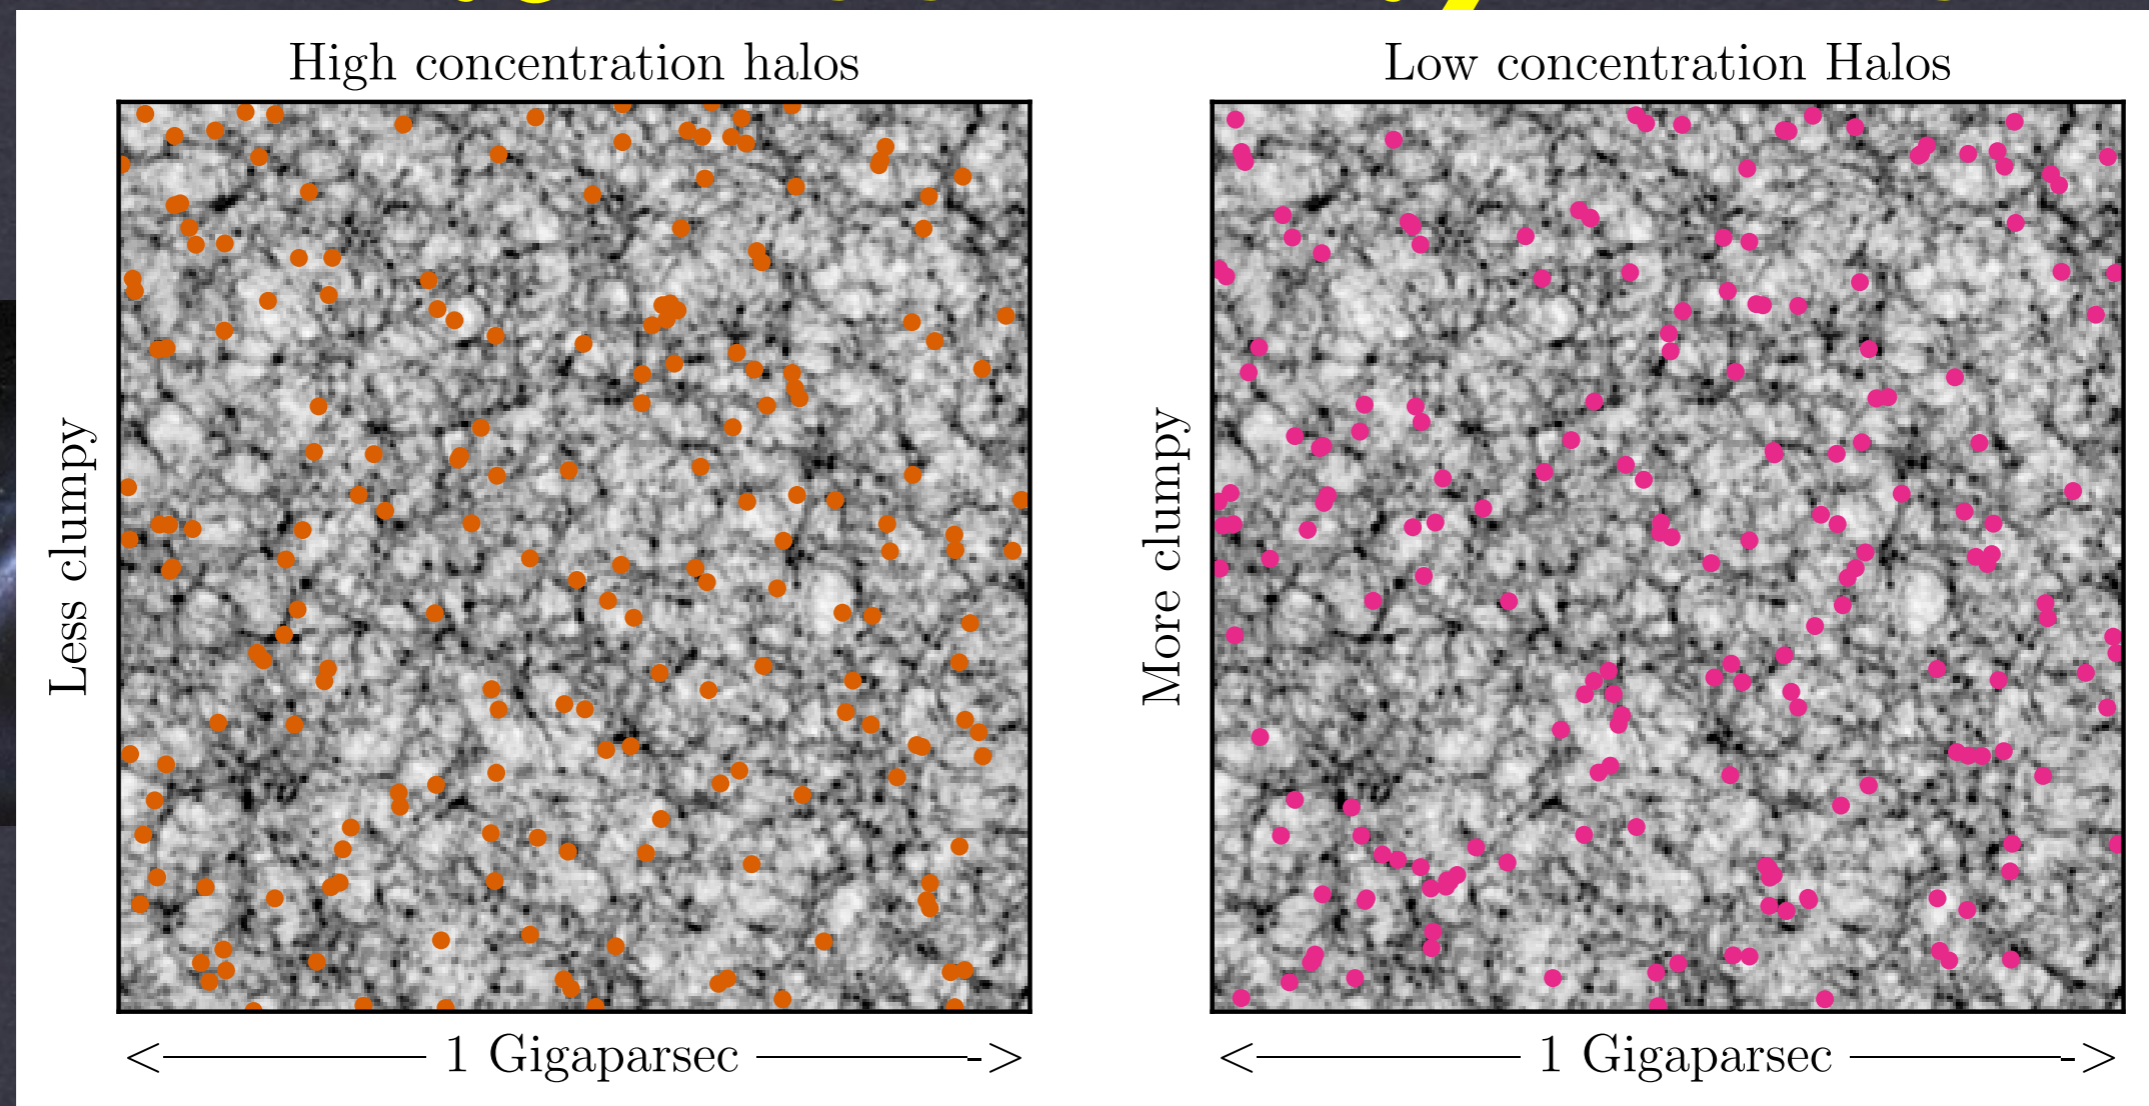 High concentration halos
Less clumpy
<——— 1 Gigaparsec ———->
Low concentration Halos
More clumpy
<——— 1 Gigaparsec ———->